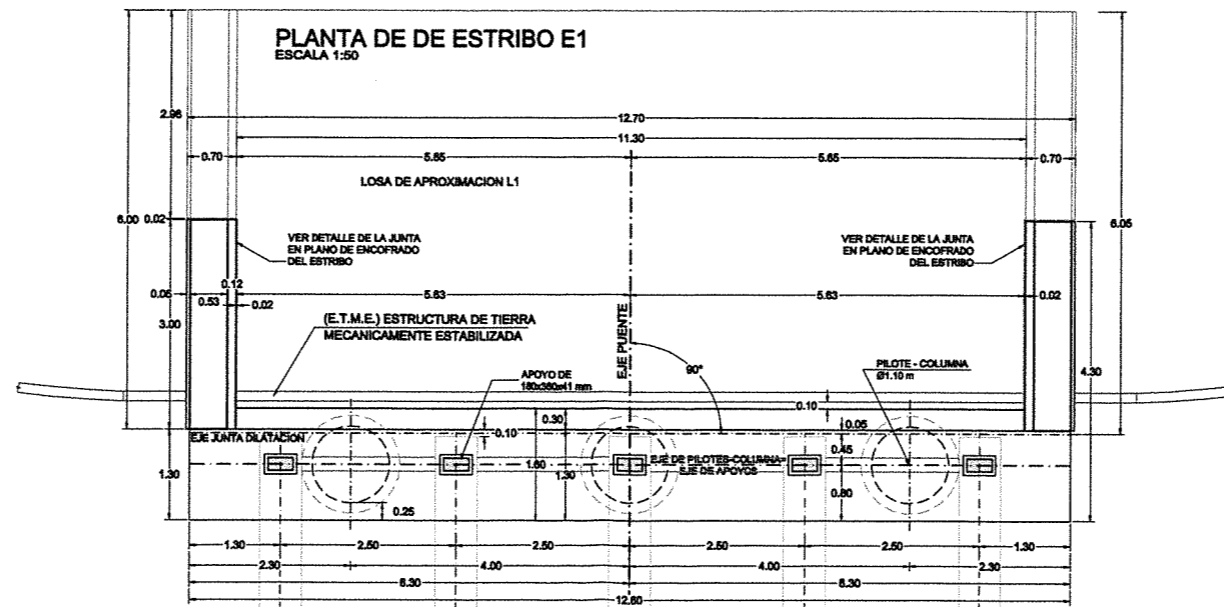 PLANTA DE DE ESTRIBO E1
ESCALA 1:50
2.98
12.70
11.30
0.70
5.65
5.65
0.70
LOSA DE APROXIMACION L1
6.00
0.02
6.05
VER DETALLE DE LA JUNTA
EN PLANO DE ENCOFRADO
DEL ESTRIBO
VER DETALLE DE LA JUNTA
EN PLANO DE ENCOFRADO
DEL ESTRIBO
0.12
0.05
5.63
5.63
0.02
0.53
0.02
3.00
(E.T.M.E.) ESTRUCTURA DE TIERRA
MECANICAMENTE ESTABILIZADA
EJE PUENTE
90°
APOYO DE
180x360x41 mm
PILOTE - COLUMNA
Ø1.10 m
4.30
0.10
0.30
0.05
EJE JUNTA DILATACION
0.10
0.45
EJE DE PILOTES-COLUMNA=
EJE DE APOYOS
1.60
1.30
1.30
0.80
0.25
1.30
2.50
2.50
2.50
2.50
1.30
2.30
4.00
4.00
2.30
6.30
6.30
12.60